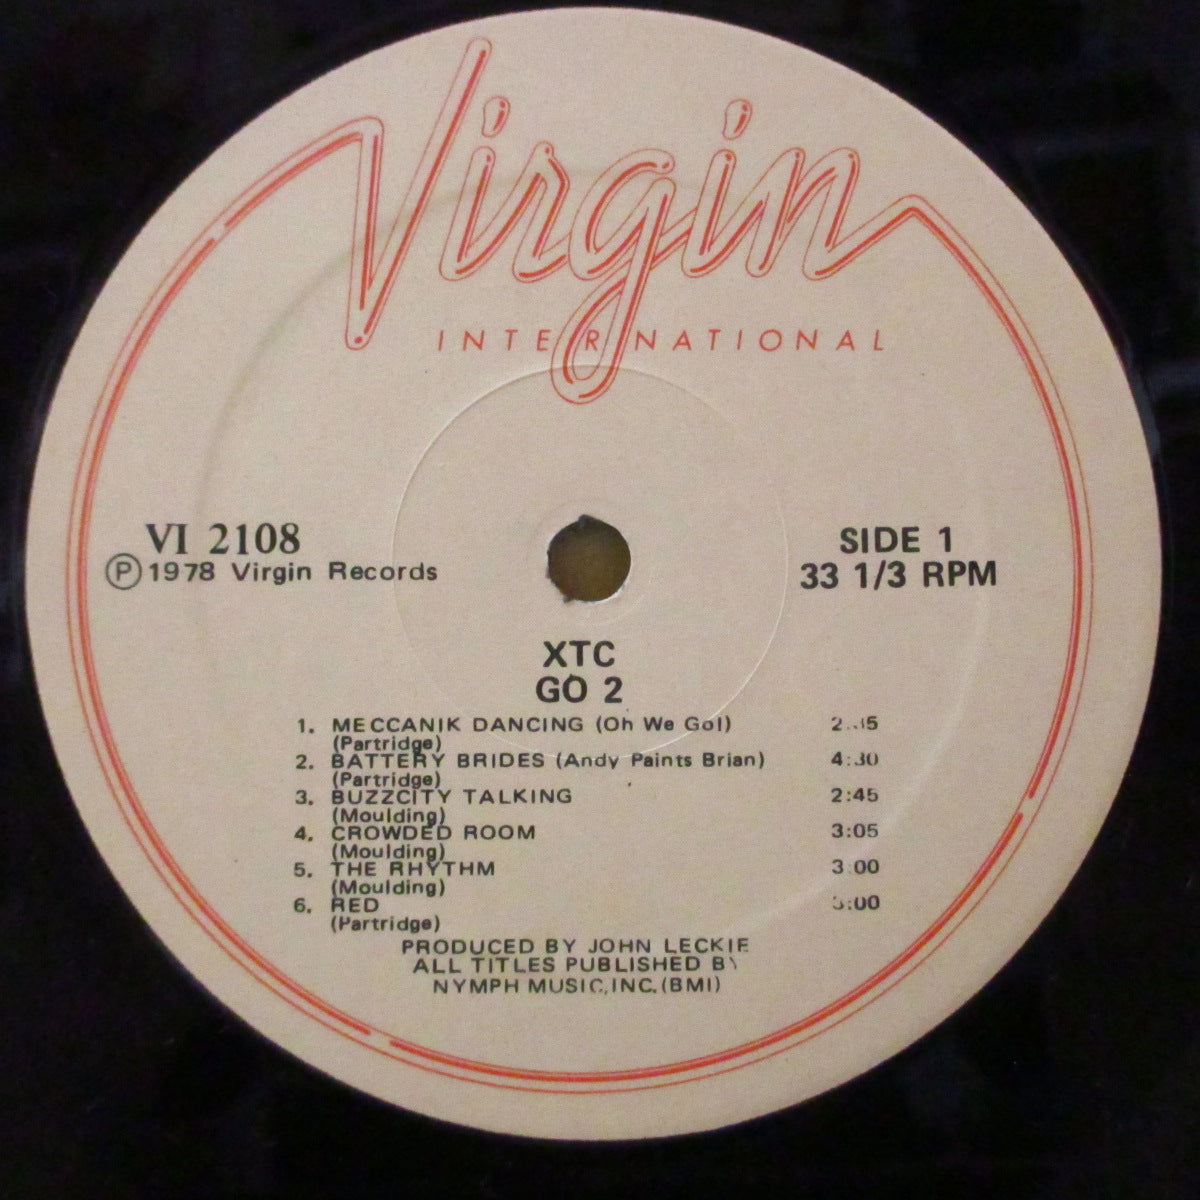 Virgin
INTERNATIONAL
VI 2108
Ⓟ 1978 Virgin Records
SIDE 1
33 1/3 RPM
XTC
GO 2
1. MECCANIK DANCING (Oh We Go!)
(Partridge)
2. BATTERY BRIDES (Andy Paints Brian) 4:30
(Partridge)
3. BUZZCITY TALKING 2:45
(Moulding)
4. CROWDED ROOM 3:05
(Moulding)
5. THE RHYTHM 3:00
(Moulding)
6. RED
(Partridge)
PRODUCED BY JOHN LECKIE
ALL TITLES PUBLISHED BY
NYMPH MUSIC, INC. (BMI)